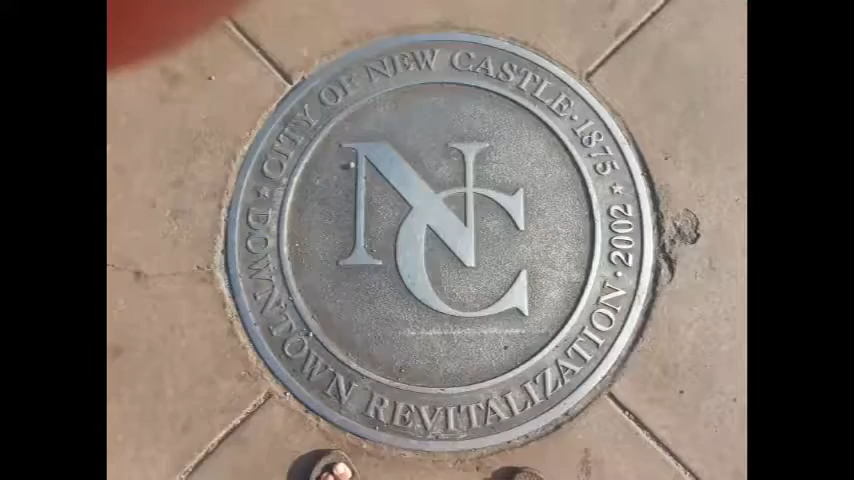 CITY OF NEW CASTLE · 1875
DOWNTOWN REVITALIZATION · 2002
NC